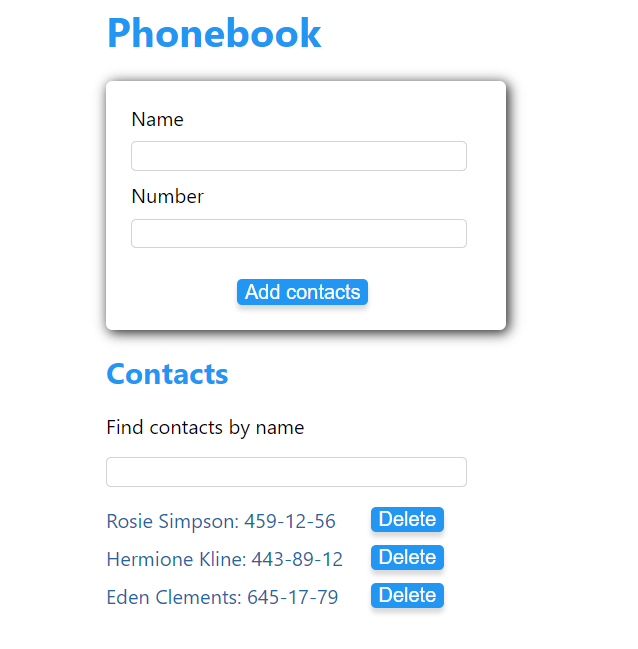 Phonebook
Name
Number
Add contacts
Contacts
Find contacts by name
Rosie Simpson: 459-12-56 Delete
Hermione Kline: 443-89-12 Delete
Eden Clements: 645-17-79 Delete